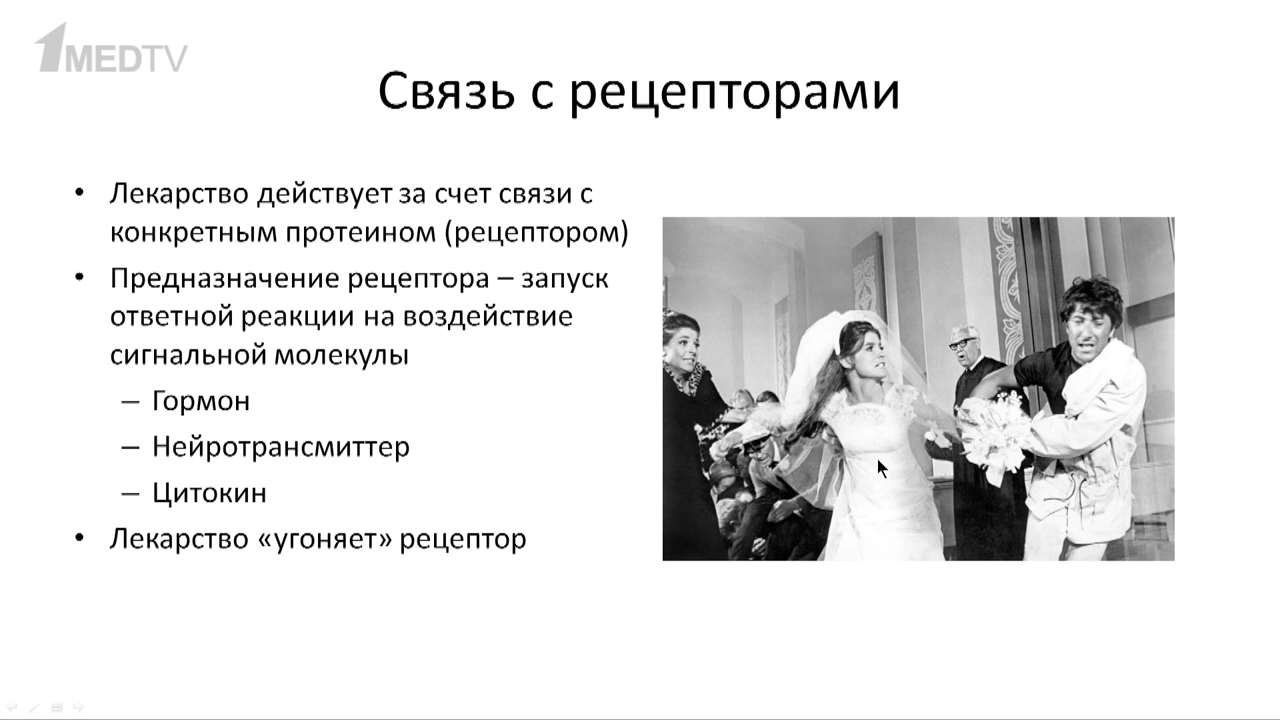 1MEDTV
Связь с рецепторами
• Лекарство действует за счет связи с
конкретным протеином (рецептором)
• Предназначение рецептора – запуск
ответной реакции на воздействие
сигнальной молекулы
– Гормон
– Нейротрансмиттер
– Цитокин
• Лекарство «угоняет» рецептор